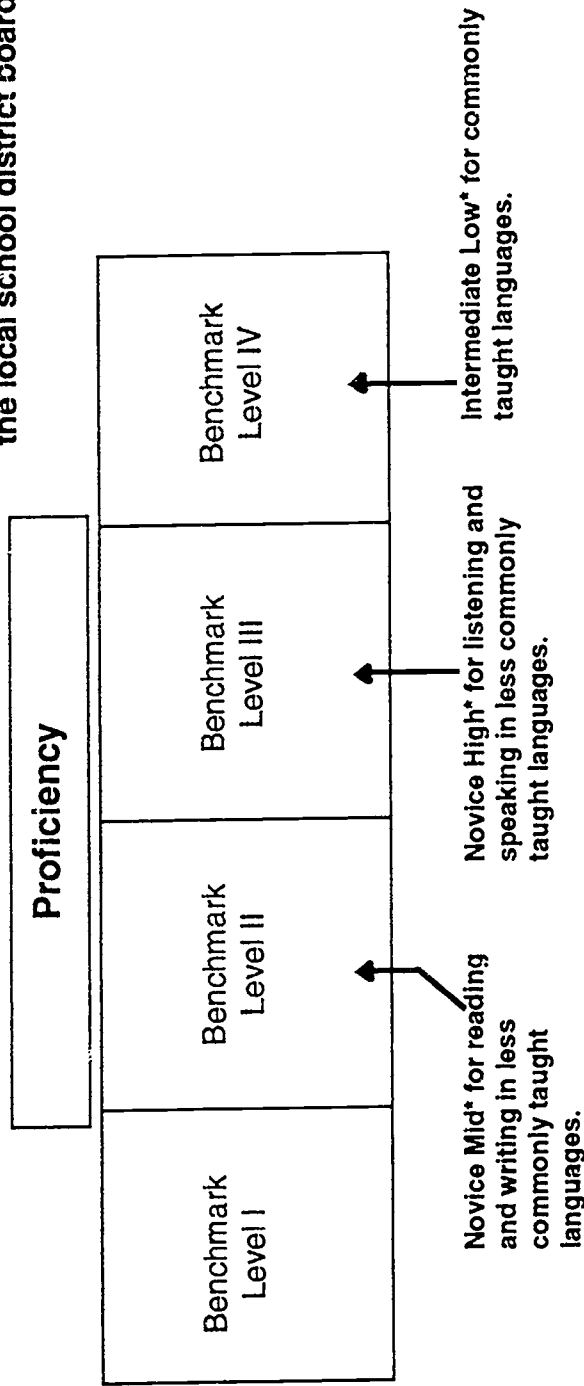 the local school district board
Proficiency
Benchmark
Level I
Benchmark
Level II
Benchmark
Level III
Benchmark
Level IV
Novice Mid* for reading
and writing in less
commonly taught
languages.
Novice High* for listening and
speaking in less commonly
taught languages.
Intermediate Low* for commonly
taught languages.